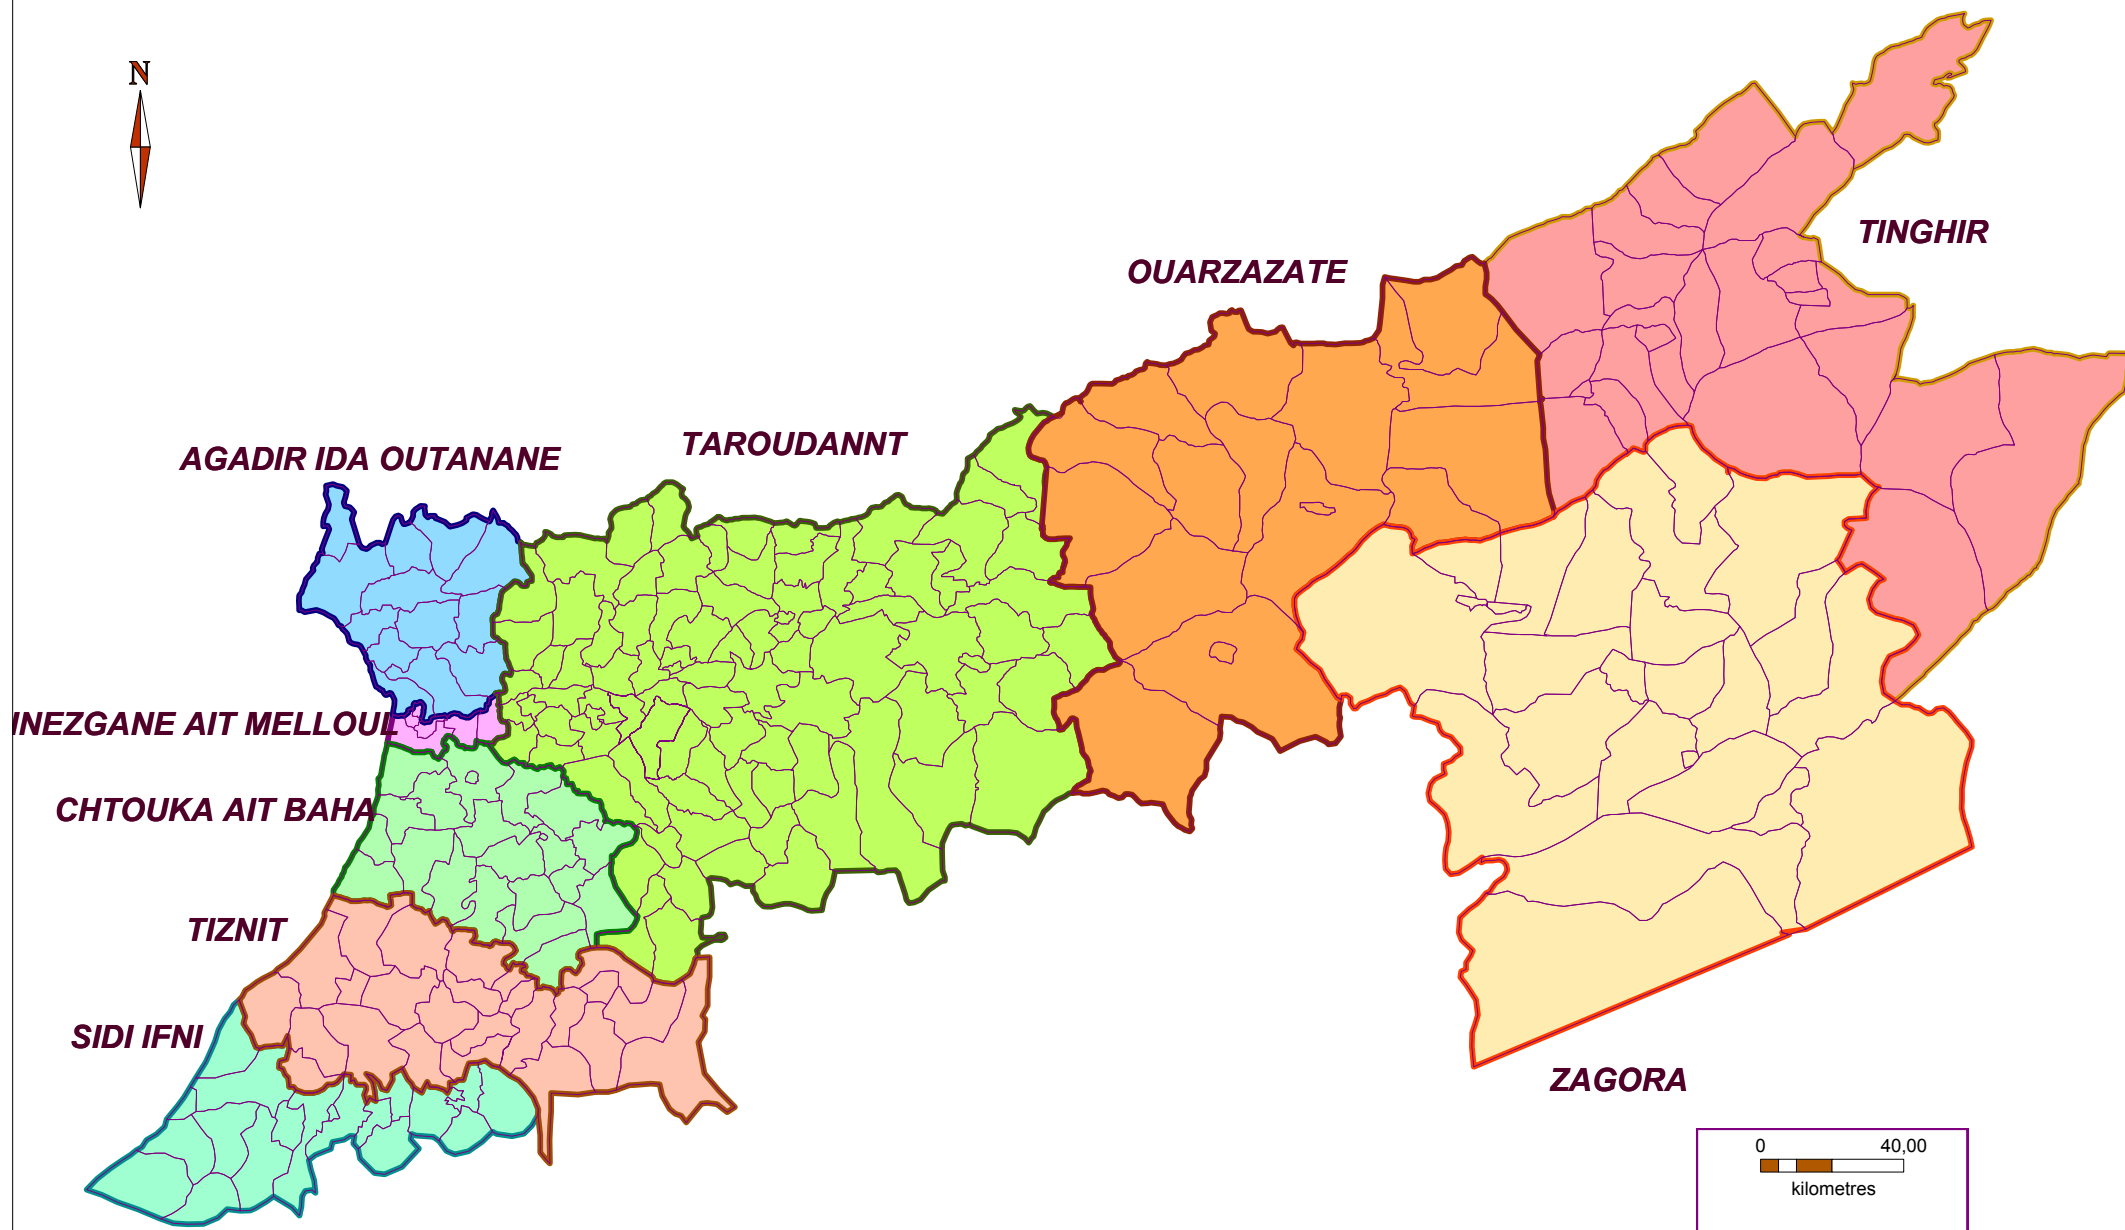 N
TINGHIR
OUARZAZATE
TAROUDANNT
AGADIR IDA OUTANANE
INEZGANE AIT MELLOUL
CHTOUKA AIT BAHA
TIZNIT
SIDI IFNI
ZAGORA
0 40,00
kilometres